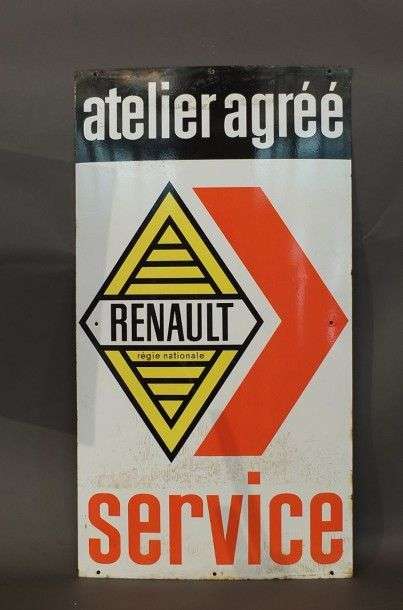 atelier agréé
RENAULT
régie nationale
service